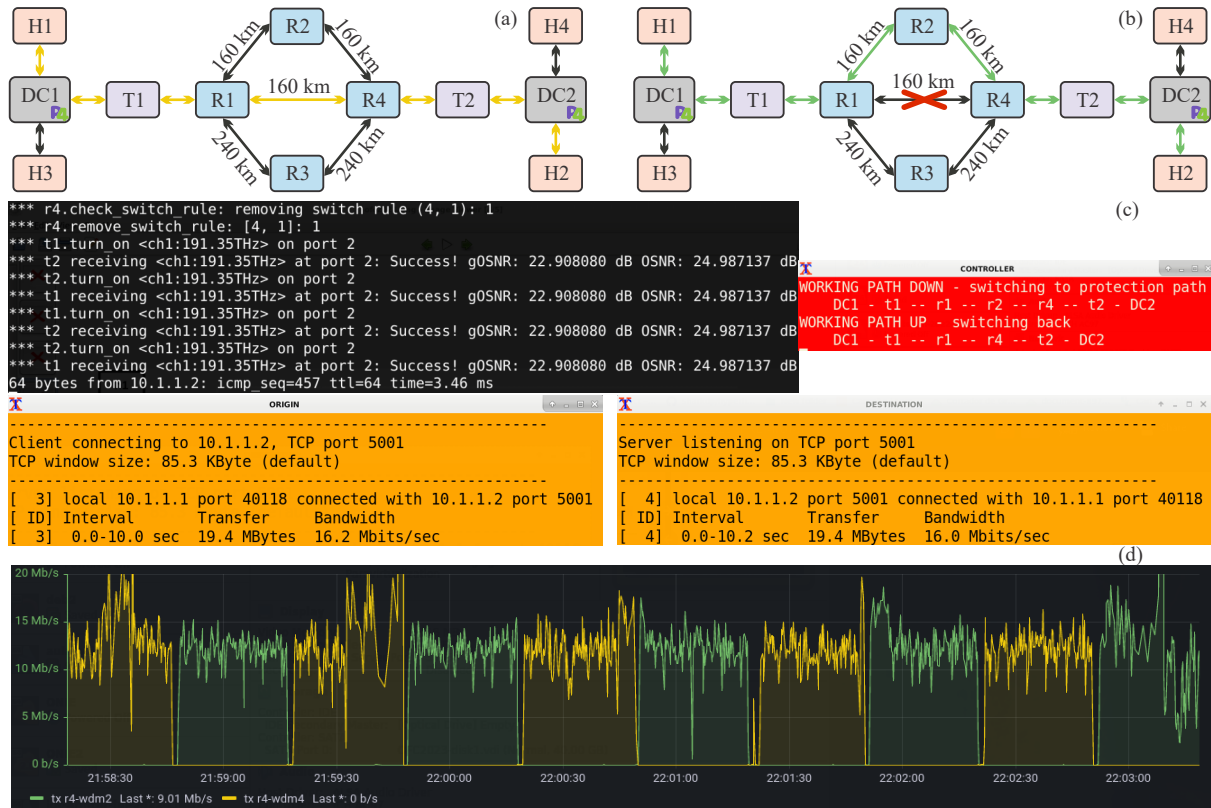 (a)
H1
R2
H4
160 km
160 km
DC1
P4
T1
R1
160 km
R4
T2
DC2
P4
240 km
240 km
H3
R3
H2
(b)
H1
R2
H4
160 km
160 km
DC1
P4
T1
R1
160 km
R4
T2
DC2
P4
240 km
240 km
H3
R3
H2
(c)
*** r4.check_switch_rule: removing switch rule (4, 1): 1
*** r4.remove_switch_rule: [4, 1]: 1
*** t1.turn_on <ch1:191.35THz> on port 2
*** t2 receiving <ch1:191.35THz> at port 2: Success! gOSNR: 22.908080 dB OSNR: 24.987137 dB
*** t2.turn_on <ch1:191.35THz> on port 2
*** t1 receiving <ch1:191.35THz> at port 2: Success! gOSNR: 22.908080 dB OSNR: 24.987137 dB
*** t1.turn_on <ch1:191.35THz> on port 2
*** t2 receiving <ch1:191.35THz> at port 2: Success! gOSNR: 22.908080 dB OSNR: 24.987137 dB
*** t2.turn_on <ch1:191.35THz> on port 2
*** t1 receiving <ch1:191.35THz> at port 2: Success! gOSNR: 22.908080 dB OSNR: 24.987137 dB
64 bytes from 10.1.1.2: icmp_seq=457 ttl=64 time=3.46 ms
CONTROLLER
WORKING PATH DOWN - switching to protection path
DC1 - t1 -- r1 -- r2 -- r4 -- t2 - DC2
WORKING PATH UP - switching back
DC1 - t1 -- r1 -- r4 -- t2 - DC2
ORIGIN
------------------------------------------------------------
Client connecting to 10.1.1.2, TCP port 5001
TCP window size: 85.3 KByte (default)
------------------------------------------------------------
[  3] local 10.1.1.1 port 40118 connected with 10.1.1.2 port 5001
[ ID] Interval       Transfer     Bandwidth
[  3]  0.0-10.0 sec  19.4 MBytes  16.2 Mbits/sec
DESTINATION
------------------------------------------------------------
Server listening on TCP port 5001
TCP window size: 85.3 KByte (default)
------------------------------------------------------------
[  4] local 10.1.1.2 port 5001 connected with 10.1.1.1 port 40118
[ ID] Interval       Transfer     Bandwidth
[  4]  0.0-10.2 sec  19.4 MBytes  16.0 Mbits/sec
(d)
20 Mb/s
15 Mb/s
10 Mb/s
5 Mb/s
0 b/s
21:58:30 21:59:00 21:59:30 22:00:00 22:00:30 22:01:00 22:01:30 22:02:00 22:02:30 22:03:00
tx r4-wdm2 Last *: 9.01 Mb/s tx r4-wdm4 Last *: 0 b/s